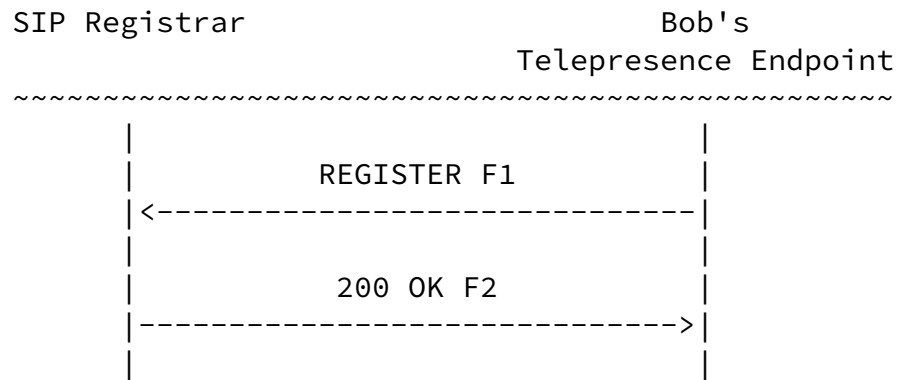 SIP Registrar Bob's
Telepresence Endpoint
REGISTER F1
200 OK F2